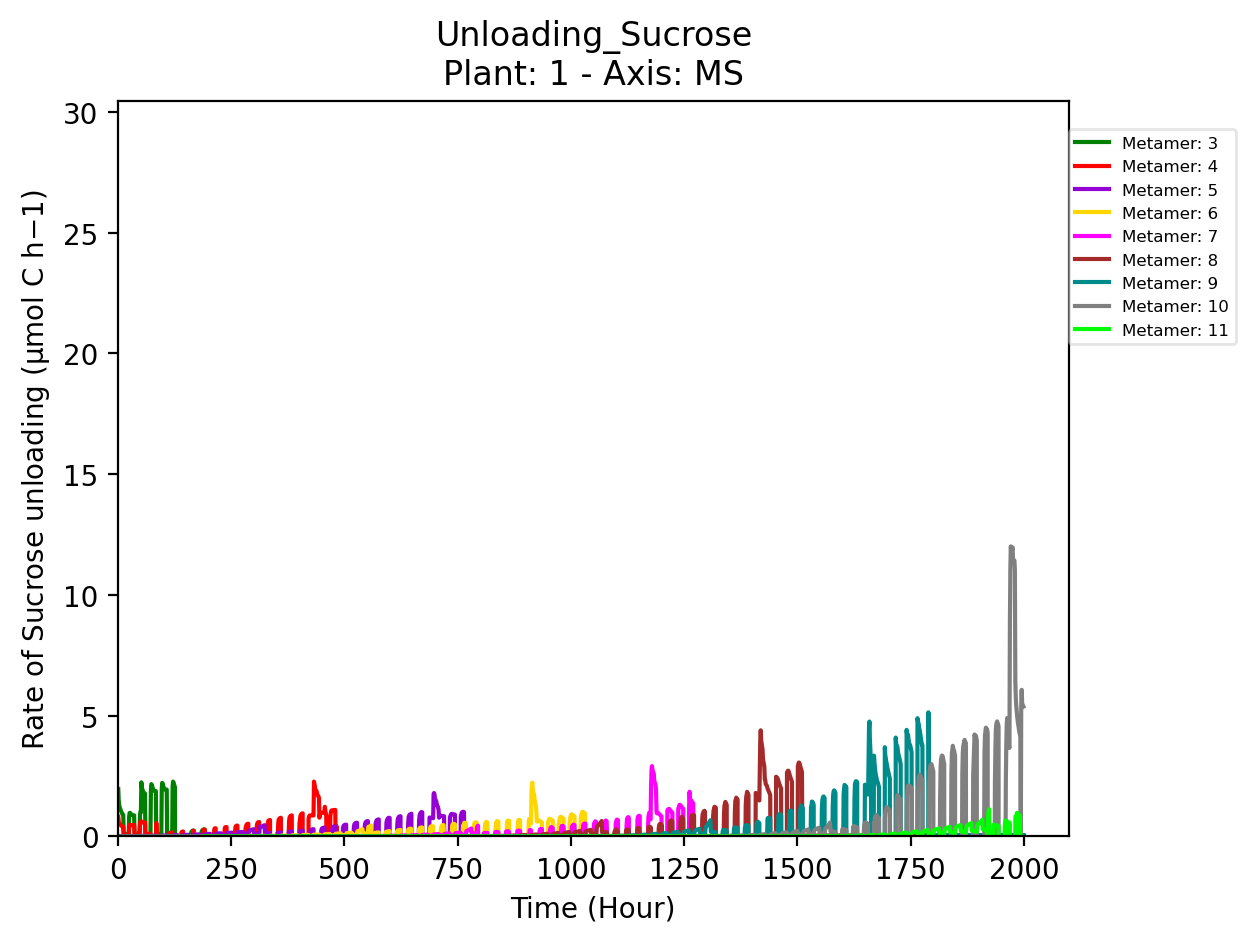 Unloading_Sucrose
Plant: 1 - Axis: MS
Rate of Sucrose unloading (µmol C h−1)
30
25
20
15
10
5
0
0 250 500 750 1000 1250 1500 1750 2000
Time (Hour)
Metamer: 3
Metamer: 4
Metamer: 5
Metamer: 6
Metamer: 7
Metamer: 8
Metamer: 9
Metamer: 10
Metamer: 11